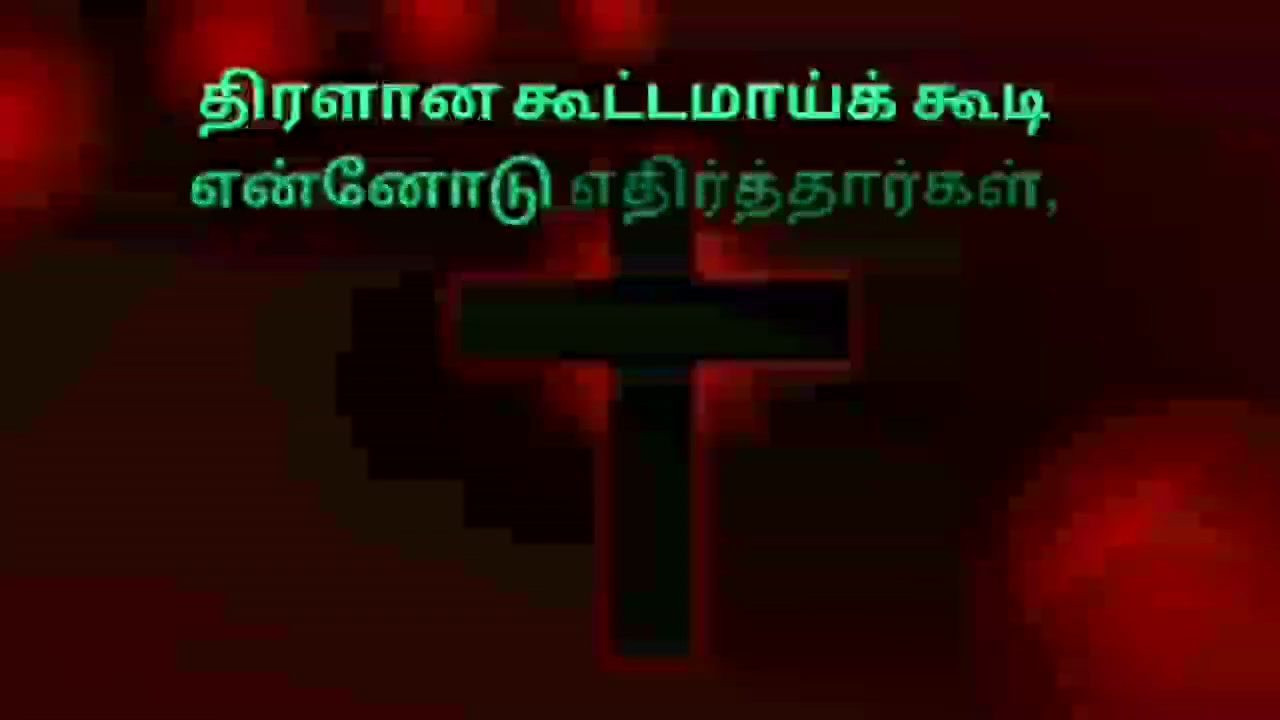 திரளான கூட்டமாய்க் கூடி
என்னோடு எதிர்த்தார்கள்,